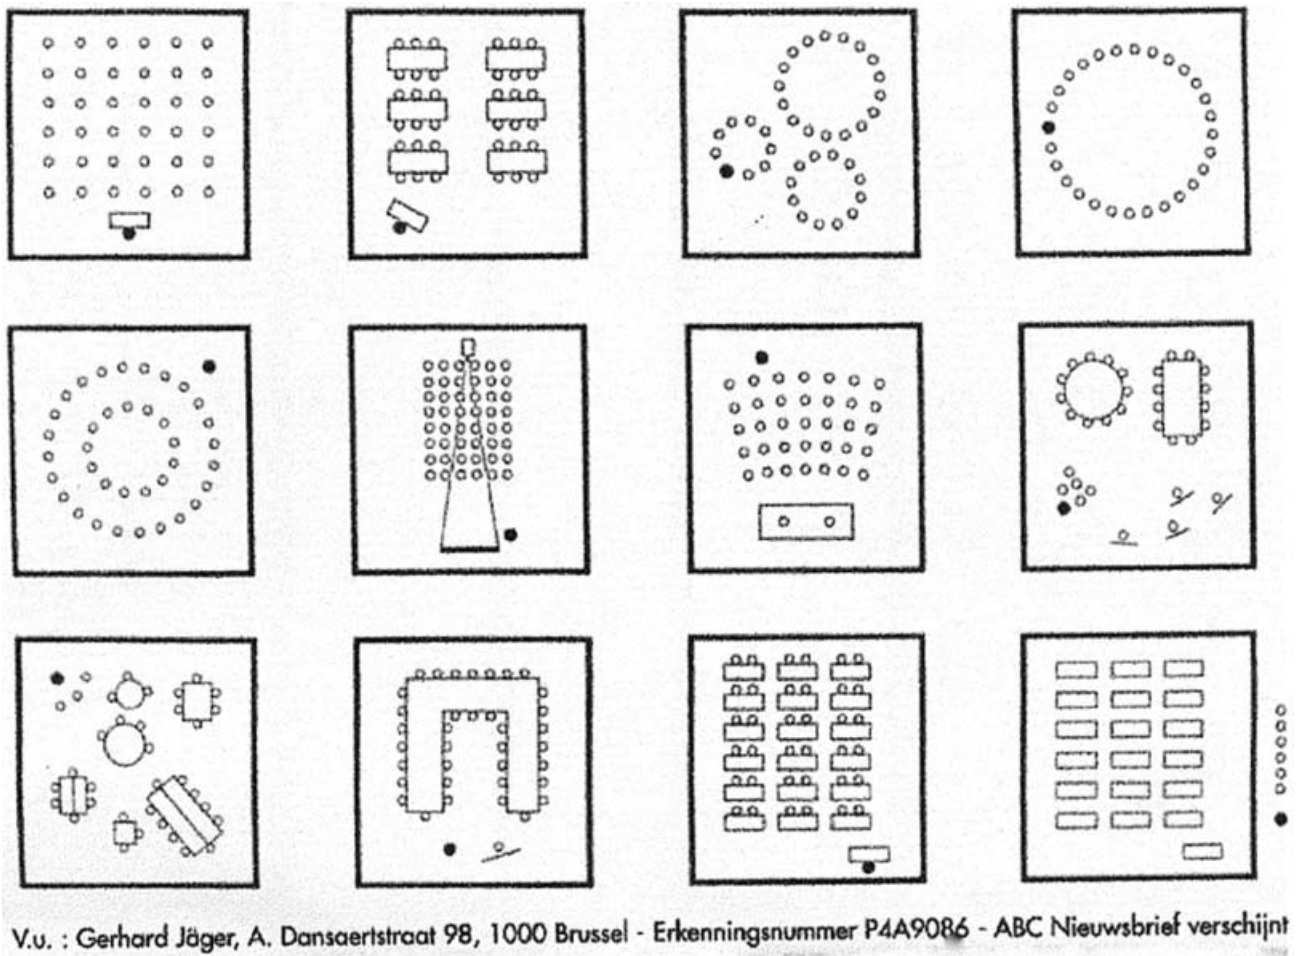 V.u. : Gerhard Jäger, A. Dansaertstraat 98, 1000 Brussel - Erkenningsnummer P4A9086 - ABC Nieuwsbrief verschijnt